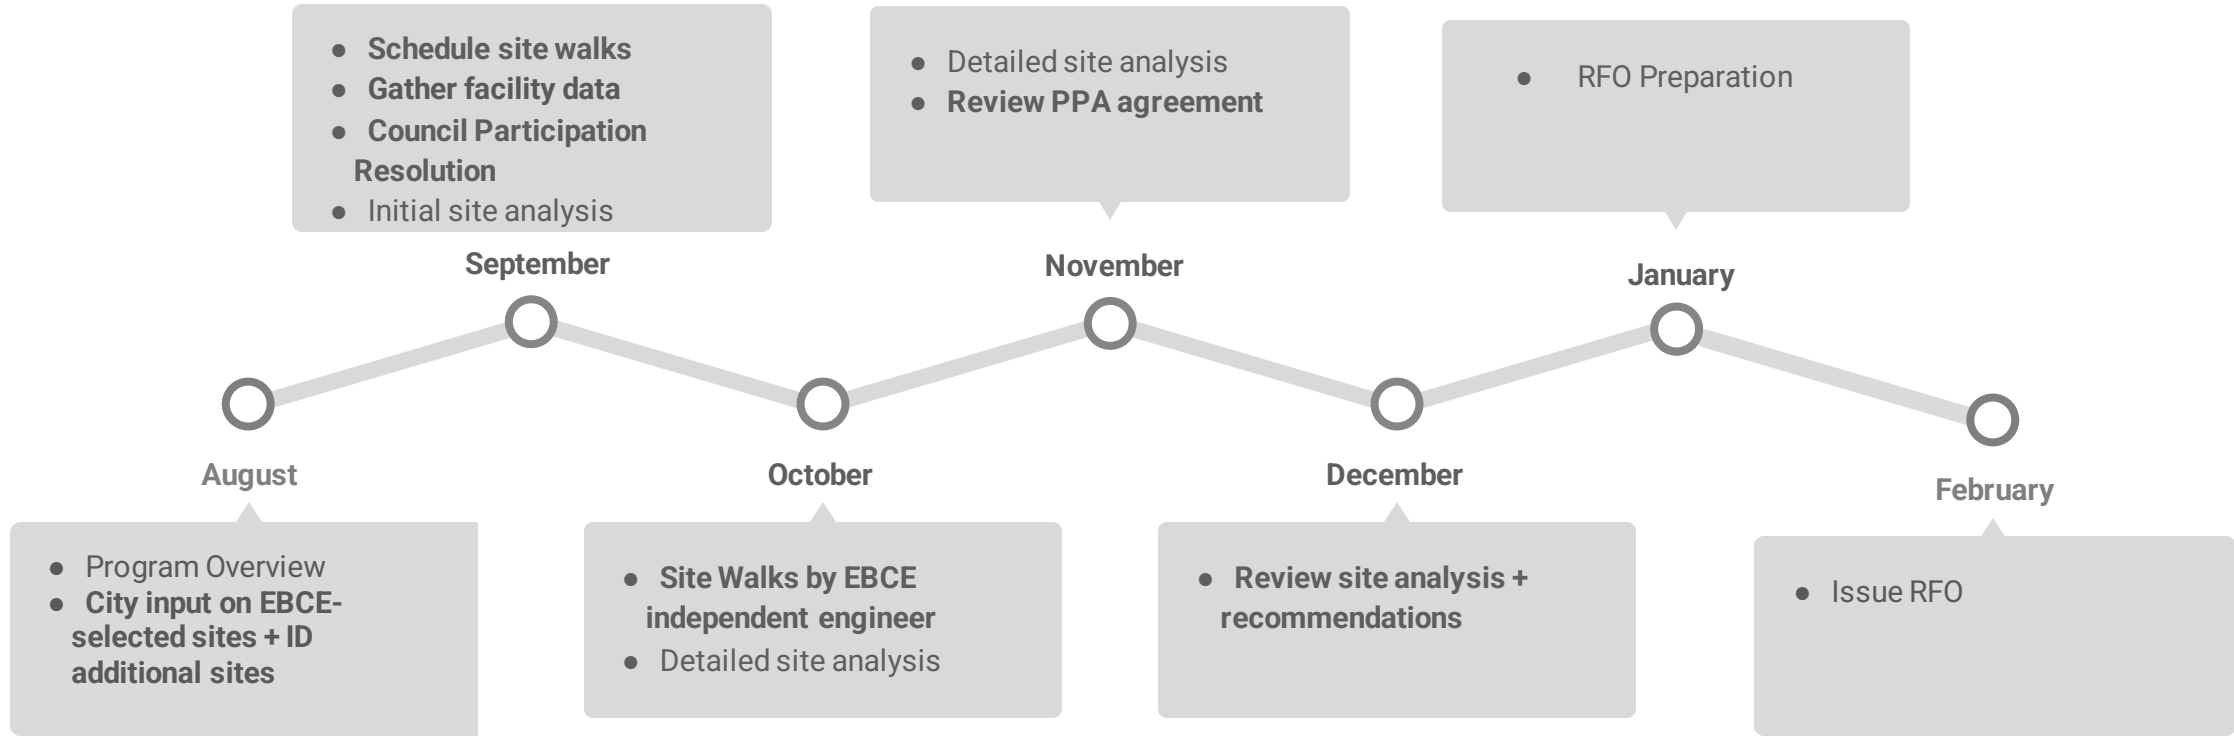 ● Schedule site walks
● Gather facility data
● Council Participation
Resolution
● Initial site analysis
September
● Detailed site analysis
● Review PPA agreement
November
● RFO Preparation
January
August
● Program Overview
● City input on EBCE-
selected sites + ID
additional sites
October
● Site Walks by EBCE
independent engineer
● Detailed site analysis
December
● Review site analysis +
recommendations
February
● Issue RFO